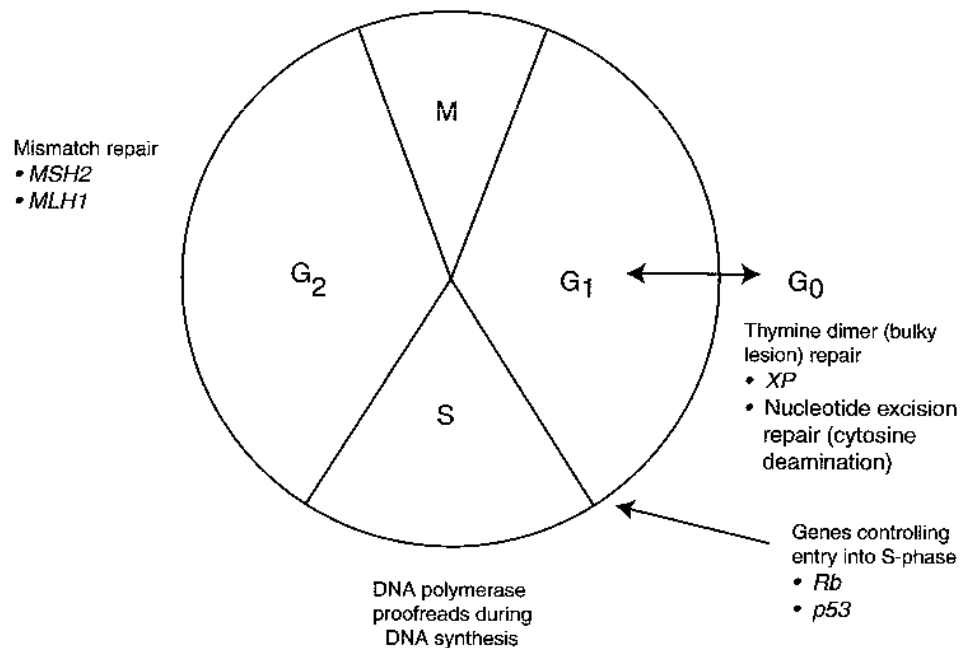 M
Mismatch repair
• MSH2
• MLH1
G2
G1
G0
Thymine dimer (bulky
lesion) repair
• XP
• Nucleotide excision
repair (cytosine
deamination)
S
Genes controlling
entry into S-phase
• Rb
• p53
DNA polymerase
proofreads during
DNA synthesis